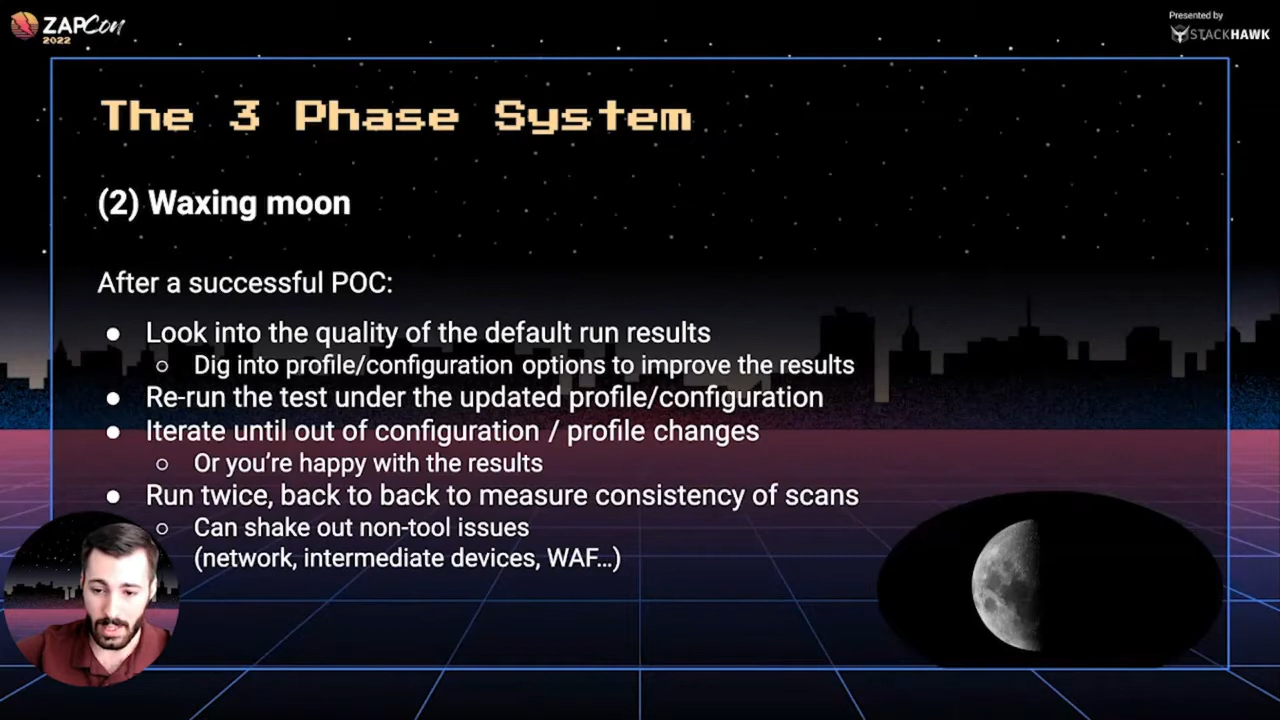 ZAPCon
2022
Presented by
STACKHAWK
The 3 Phase System
(2) Waxing moon
After a successful POC:
● Look into the quality of the default run results
○ Dig into profile/configuration options to improve the results
● Re-run the test under the updated profile/configuration
● Iterate until out of configuration / profile changes
○ Or you're happy with the results
● Run twice, back to back to measure consistency of scans
○ Can shake out non-tool issues
(network, intermediate devices, WAF…)